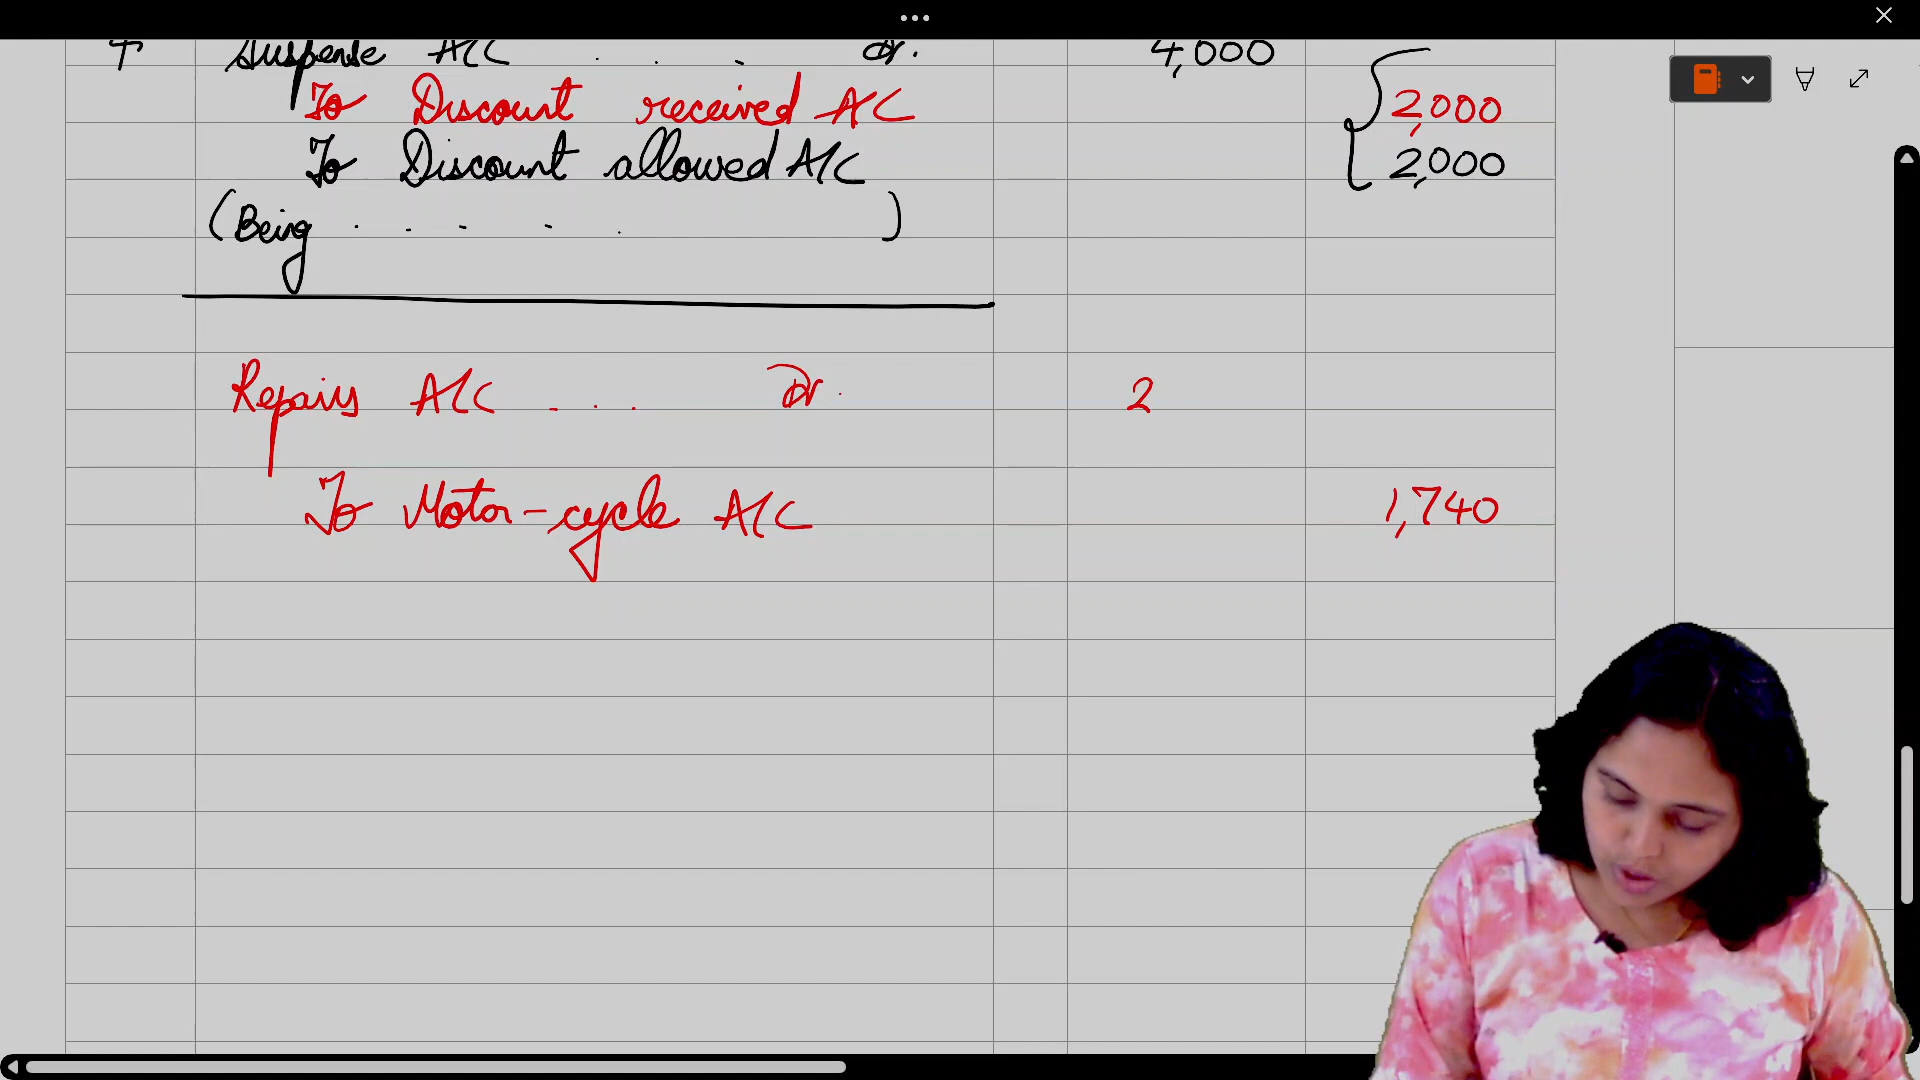 Suspense A/C . . . Dr. 4,000
To Discount received A/C 2,000
To Discount allowed A/C 2,000
(Being . . . . . )
Repairs A/C . . . Dr. 2
To Motor-cycle A/C 1,740